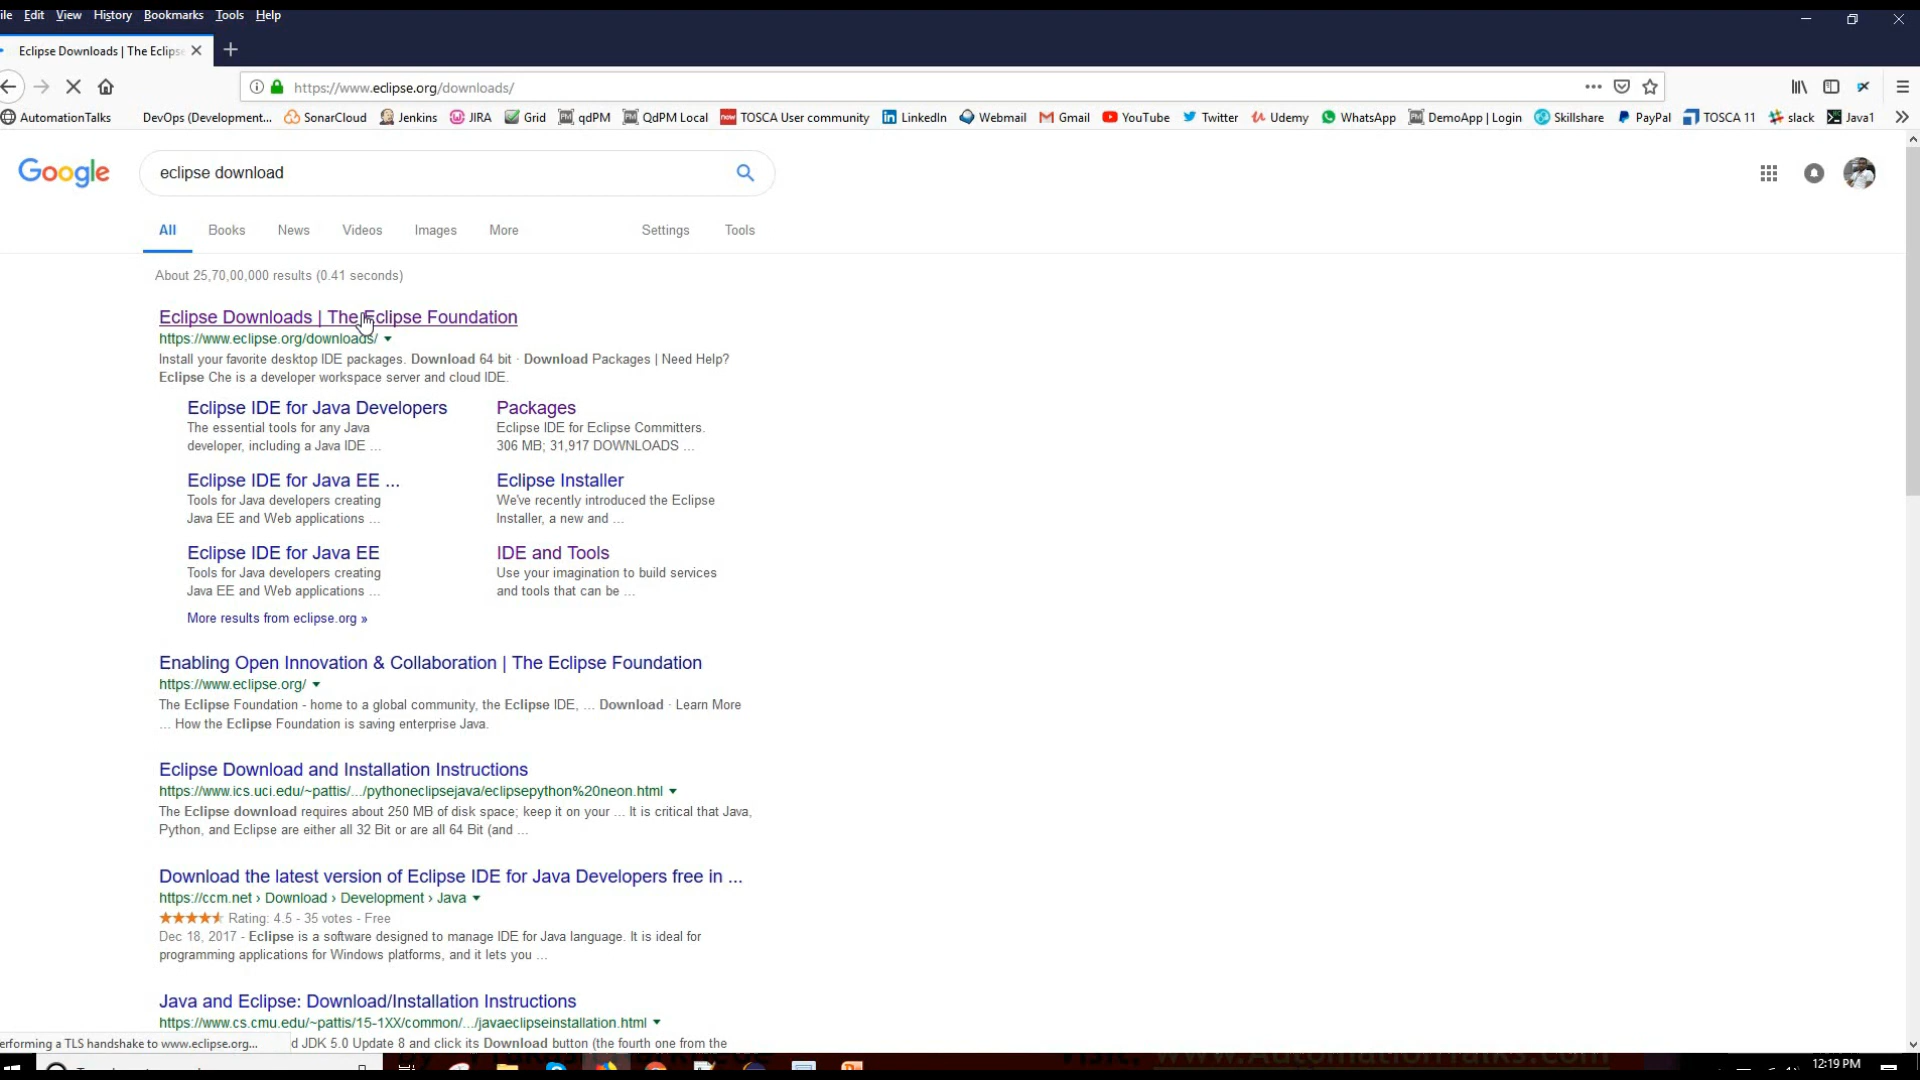 ile Edit View History Bookmarks Tools Help
Eclipse Downloads | The Eclipse
https://www.eclipse.org/downloads/
AutomationTalks DevOps (Development... SonarCloud Jenkins JIRA Grid qdPM QdPM Local TOSCA User community LinkedIn Webmail Gmail YouTube Twitter Udemy WhatsApp DemoApp | Login Skillshare PayPal TOSCA 11 slack Java1
Google eclipse download
All Books News Videos Images More Settings Tools
About 25,70,00,000 results (0.41 seconds)
Eclipse Downloads | The Eclipse Foundation
https://www.eclipse.org/downloads/
Install your favorite desktop IDE packages. Download 64 bit · Download Packages | Need Help?
Eclipse Che is a developer workspace server and cloud IDE.
Eclipse IDE for Java Developers
The essential tools for any Java
developer, including a Java IDE ...
Packages
Eclipse IDE for Eclipse Committers.
306 MB; 31,917 DOWNLOADS ...
Eclipse IDE for Java EE ...
Tools for Java developers creating
Java EE and Web applications ...
Eclipse Installer
We've recently introduced the Eclipse
Installer, a new and ...
Eclipse IDE for Java EE
Tools for Java developers creating
Java EE and Web applications ...
IDE and Tools
Use your imagination to build services
and tools that can be ...
More results from eclipse.org »
Enabling Open Innovation & Collaboration | The Eclipse Foundation
https://www.eclipse.org/
The Eclipse Foundation - home to a global community, the Eclipse IDE, ... Download · Learn More
... How the Eclipse Foundation is saving enterprise Java.
Eclipse Download and Installation Instructions
https://www.ics.uci.edu/~pattis/.../pythoneclipsejava/eclipsepython%20neon.html
The Eclipse download requires about 250 MB of disk space; keep it on your ... It is critical that Java,
Python, and Eclipse are either all 32 Bit or are all 64 Bit (and ...
Download the latest version of Eclipse IDE for Java Developers free in ...
https://ccm.net › Download › Development › Java
Rating: 4.5 - 35 votes - Free
Dec 18, 2017 - Eclipse is a software designed to manage IDE for Java language. It is ideal for
programming applications for Windows platforms, and it lets you ...
Java and Eclipse: Download/Installation Instructions
https://www.cs.cmu.edu/~pattis/15-1XX/common/.../javaeclipseinstallation.html
erforming a TLS handshake to www.eclipse.org... d JDK 5.0 Update 8 and click its Download button (the fourth one from the
www.AutomationTalks.com
12:19 PM